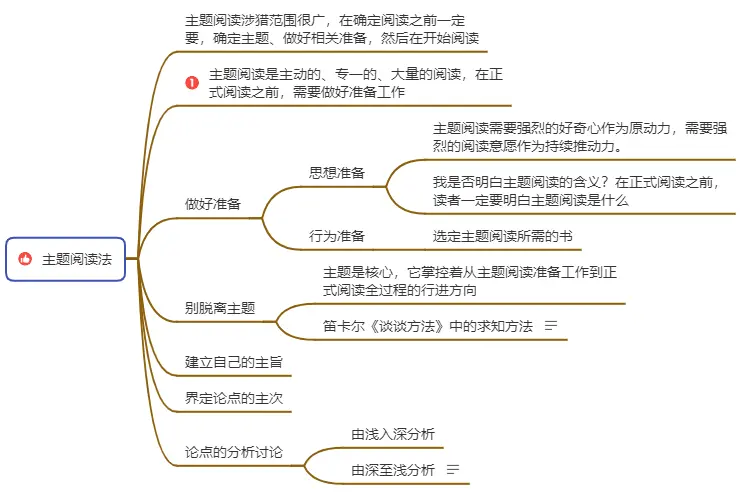 主题阅读法
主题阅读涉猎范围很广，在确定阅读之前一定
要，确定主题、做好相关准备，然后在开始阅读
1
主题阅读是主动的、专一的、大量的阅读，在正
式阅读之前，需要做好准备工作
做好准备
思想准备
主题阅读需要强烈的好奇心作为原动力，需要强
烈的阅读意愿作为持续推动力。
我是否明白主题阅读的含义？在正式阅读之前，
读者一定要明白主题阅读是什么
行为准备
选定主题阅读所需的书
别脱离主题
主题是核心，它掌控着从主题阅读准备工作到正
式阅读全过程的行进方向
笛卡尔《谈谈方法》中的求知方法
建立自己的主旨
界定论点的主次
论点的分析讨论
由浅入深分析
由深至浅分析